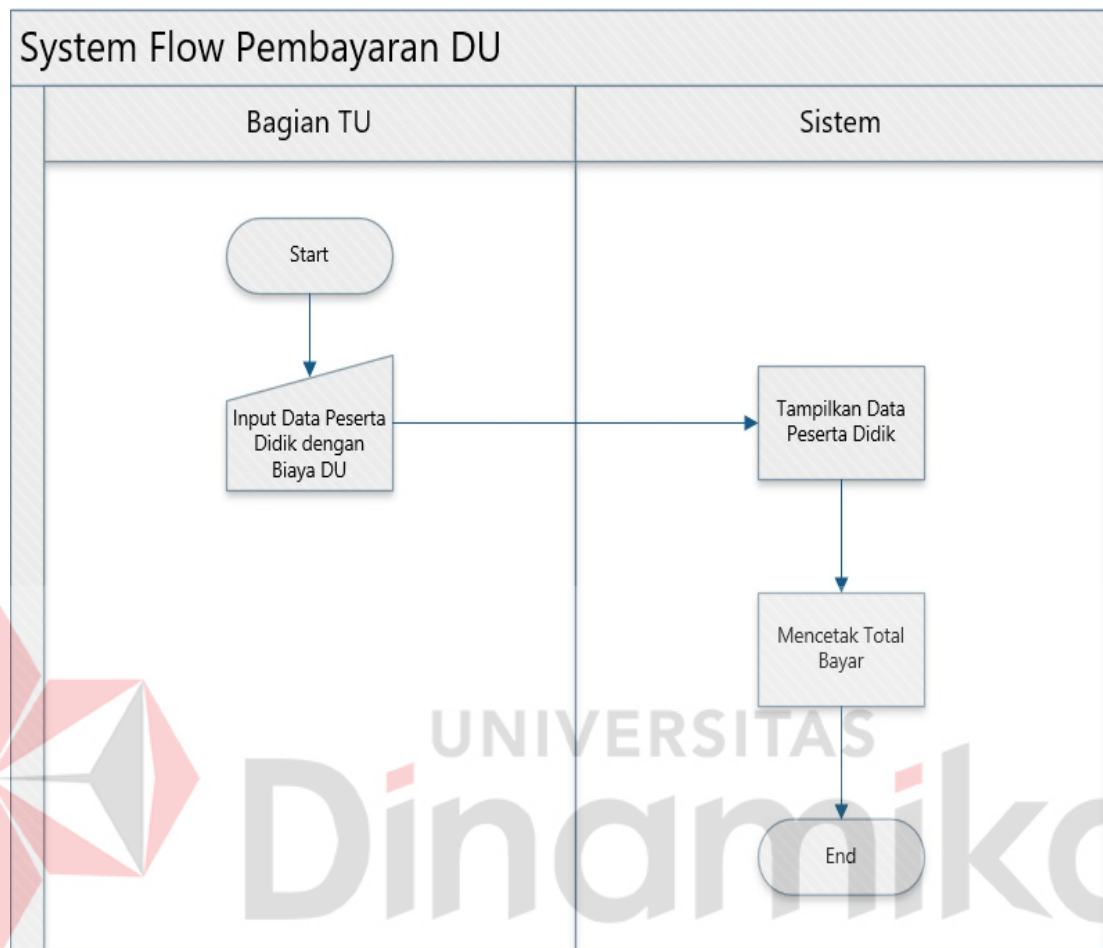 System Flow Pembayaran DU
Bagian TU
Sistem
Start
Input Data Peserta
Didik dengan
Biaya DU
Tampilkan Data
Peserta Didik
Mencetak Total
Bayar
End
UNIVERSITAS
Dinamika